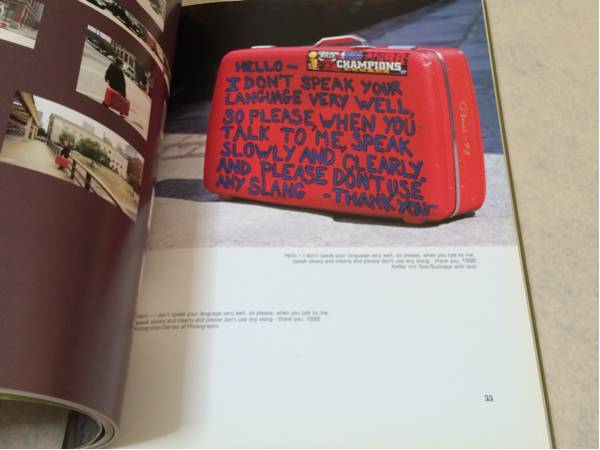 CHAMPIONS
HELLO –
I DON'T SPEAK YOUR
LANGUAGE VERY WELL,
SO PLEASE, WHEN YOU
TALK TO ME, SPEAK
SLOWLY AND CLEARLY,
AND PLEASE DON'T USE
ANY SLANG – THANK YOU –
Hello – I don't speak your language very well, so please, when you talk to me,
speak slowly and clearly and please don't use any slang - thank you, 1998
Koffer mit Text/Suitcase with text
Hello – I don't speak your language very well, so please, when you talk to me,
speak slowly and clearly and please don't use any slang - thank you, 1998
Fotografien/Series of Photographs
55